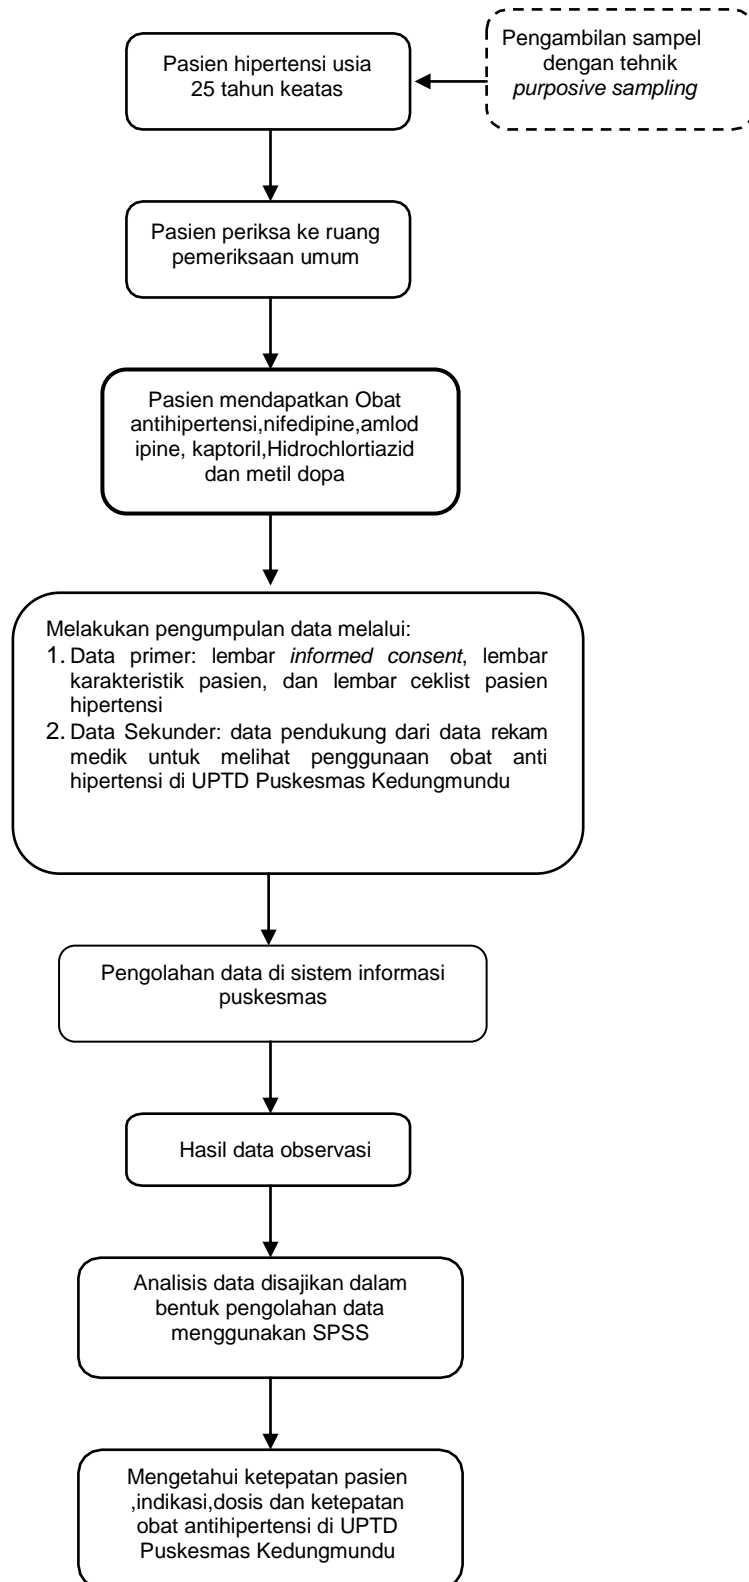 Pasien hipertensi usia
25 tahun keatas
Pengambilan sampel
dengan tehnik
purposive sampling
Pasien periksa ke ruang
pemeriksaan umum
Pasien mendapatkan Obat
antihipertensi,nifedipine,amlod
ipine, kaptoril,Hidrochlortiazid
dan metil dopa
Melakukan pengumpulan data melalui:
1. Data primer: lembar informed consent, lembar
karakteristik pasien, dan lembar ceklist pasien
hipertensi
2. Data Sekunder: data pendukung dari data rekam
medik untuk melihat penggunaan obat anti
hipertensi di UPTD Puskesmas Kedungmundu
Pengolahan data di sistem informasi
puskesmas
Hasil data observasi
Analisis data disajikan dalam
bentuk pengolahan data
menggunakan SPSS
Mengetahui ketepatan pasien
,indikasi,dosis dan ketepatan
obat antihipertensi di UPTD
Puskesmas Kedungmundu